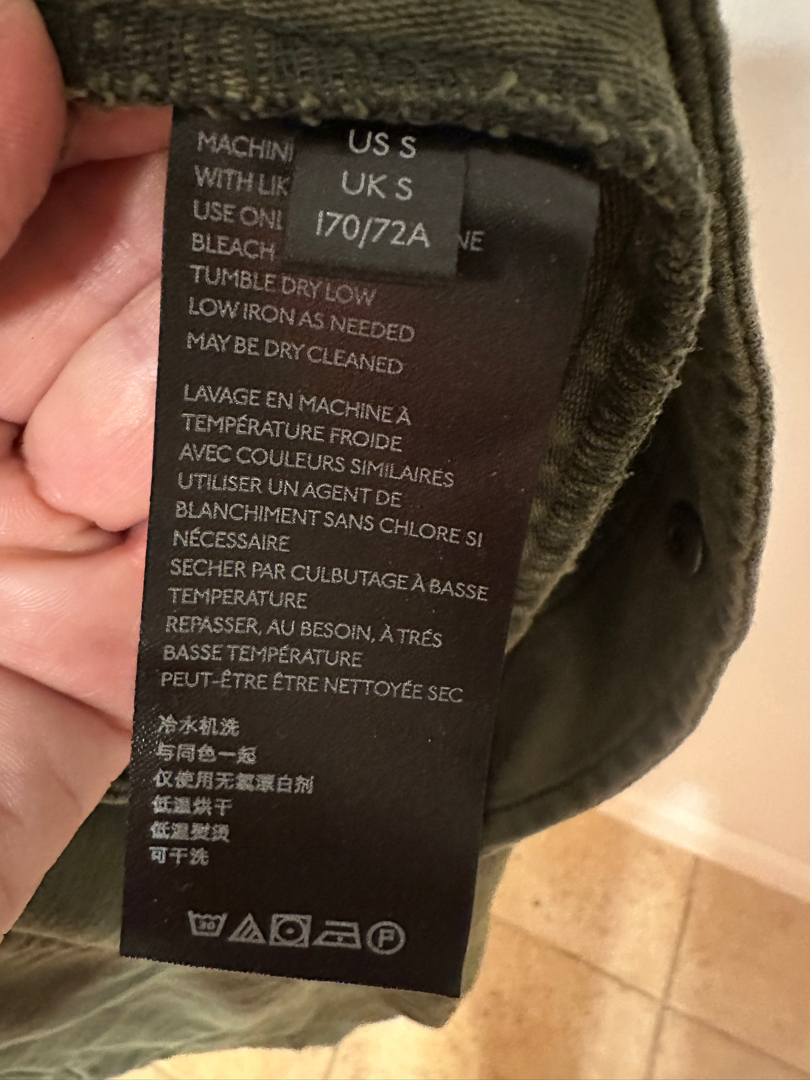 US S
UK S
170/72A
MACHIN
WITH LIK
USE ONL
NE
BLEACH
TUMBLE DRY LOW
LOW IRON AS NEEDED
MAY BE DRY CLEANED
LAVAGE EN MACHINE À
TEMPÉRATURE FROIDE
AVEC COULEURS SIMILAIRES
UTILISER UN AGENT DE
BLANCHIMENT SANS CHLORE SI
NÉCESSAIRE
SECHER PAR CULBUTAGE À BASSE
TEMPERATURE
REPASSER, AU BESOIN, À TRÉS
BASSE TEMPÉRATURE
PEUT-ÊTRE ÊTRE NETTOYÉE SEC
冷水机洗
与同色一起
仅使用无氯漂白剂
低温烘干
低温熨烫
可干洗
30 P